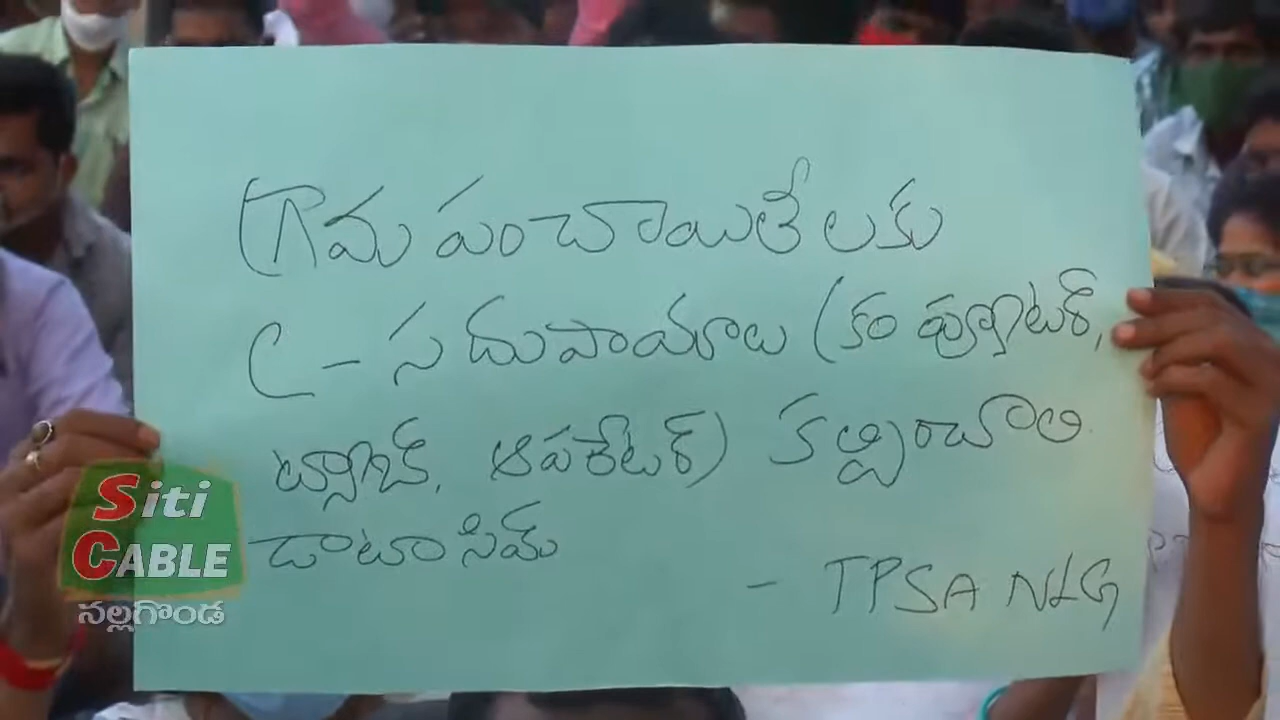 గ్రామ పంచాయితీ లకు
C – సదుపాయాలు (కంప్యూటర్,
ట్యాబ్, ఆపరేటర్) కల్పించాలి.
డాటా సిమ్
– TPSA NLG
Siti
CABLE
నల్లగొండ